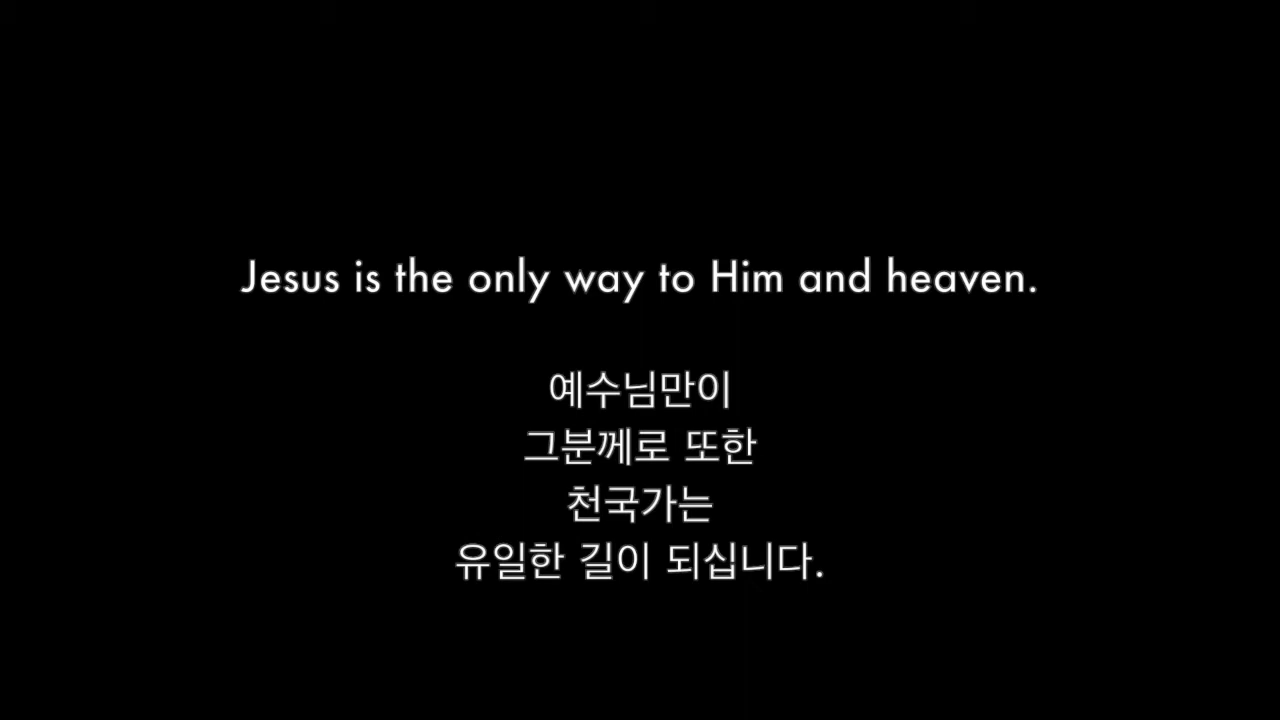 Jesus is the only way to Him and heaven.
예수님만이
그분께로 또한
천국가는
유일한 길이 되십니다.